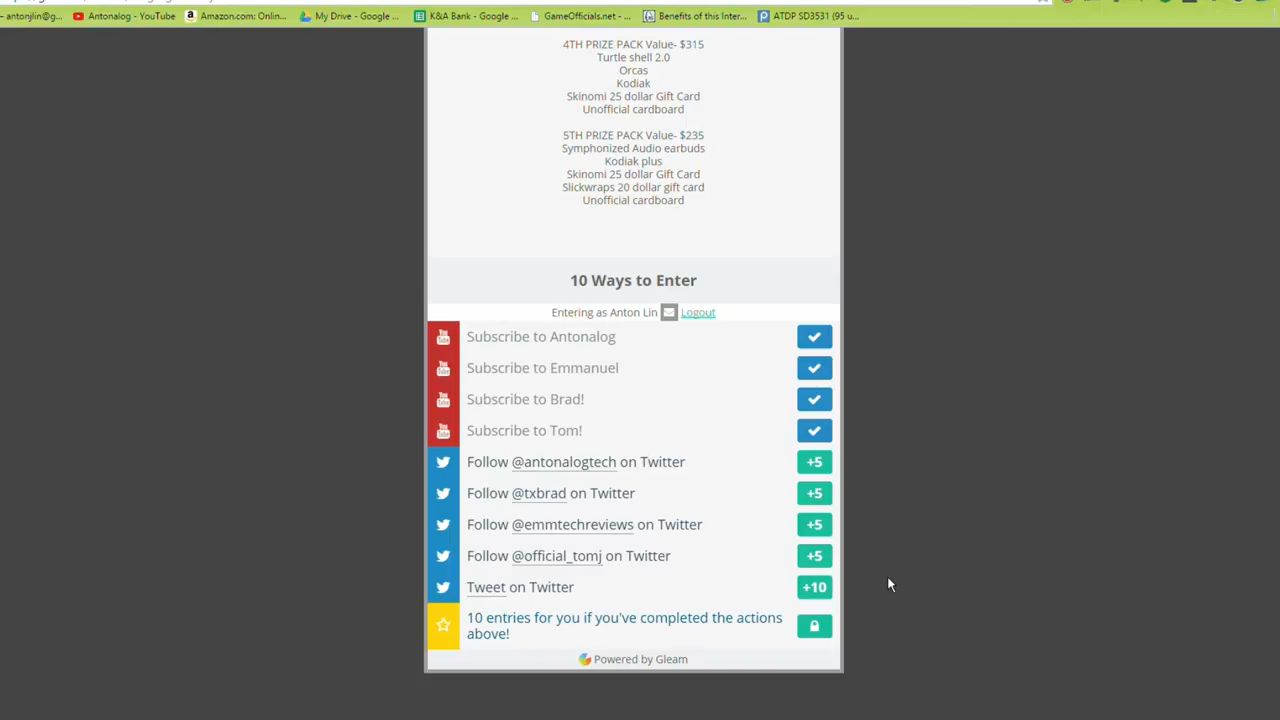 – antonjlin@g...
Antonalog - YouTube
Amazon.com: Onlin...
My Drive - Google ...
K&A Bank - Google ...
GameOfficials.net - ...
Benefits of this Inter...
ATDP SD3531 (95 u...
4TH PRIZE PACK Value- $315
Turtle shell 2.0
Orcas
Kodiak
Skinomi 25 dollar Gift Card
Unofficial cardboard
5TH PRIZE PACK Value- $235
Symphonized Audio earbuds
Kodiak plus
Skinomi 25 dollar Gift Card
Slickwraps 20 dollar gift card
Unofficial cardboard
10 Ways to Enter
Entering as Anton Lin Logout
Subscribe to Antonalog
Subscribe to Emmanuel
Subscribe to Brad!
Subscribe to Tom!
Follow @antonalogtech on Twitter +5
Follow @txbrad on Twitter +5
Follow @emmtechreviews on Twitter +5
Follow @official_tomj on Twitter +5
Tweet on Twitter +10
10 entries for you if you've completed the actions
above!
Powered by Gleam